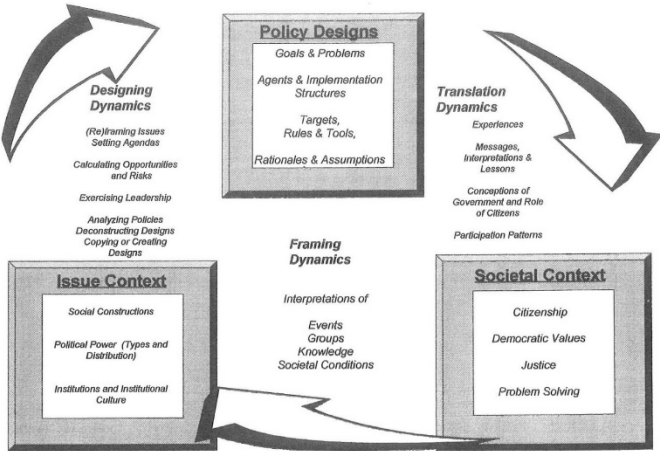 Policy Designs
Goals & Problems
Agents & Implementation
Structures
Targets,
Rules & Tools,
Rationales & Assumptions
Designing
Dynamics
(Re)framing Issues
Setting Agendas
Calculating Opportunities
and Risks
Exercising Leadership
Analyzing Policies
Deconstructing Designs
Copying or Creating
Designs
Translation
Dynamics
Experiences
Messages,
Interpretations &
Lessons
Conceptions of
Government and Role
of Citizens
Participation Patterns
Framing
Dynamics
Interpretations of
Events
Groups
Knowledge
Societal Conditions
Issue Context
Social Constructions
Political Power (Types and
Distribution)
Institutions and Institutional
Culture
Societal Context
Citizenship
Democratic Values
Justice
Problem Solving